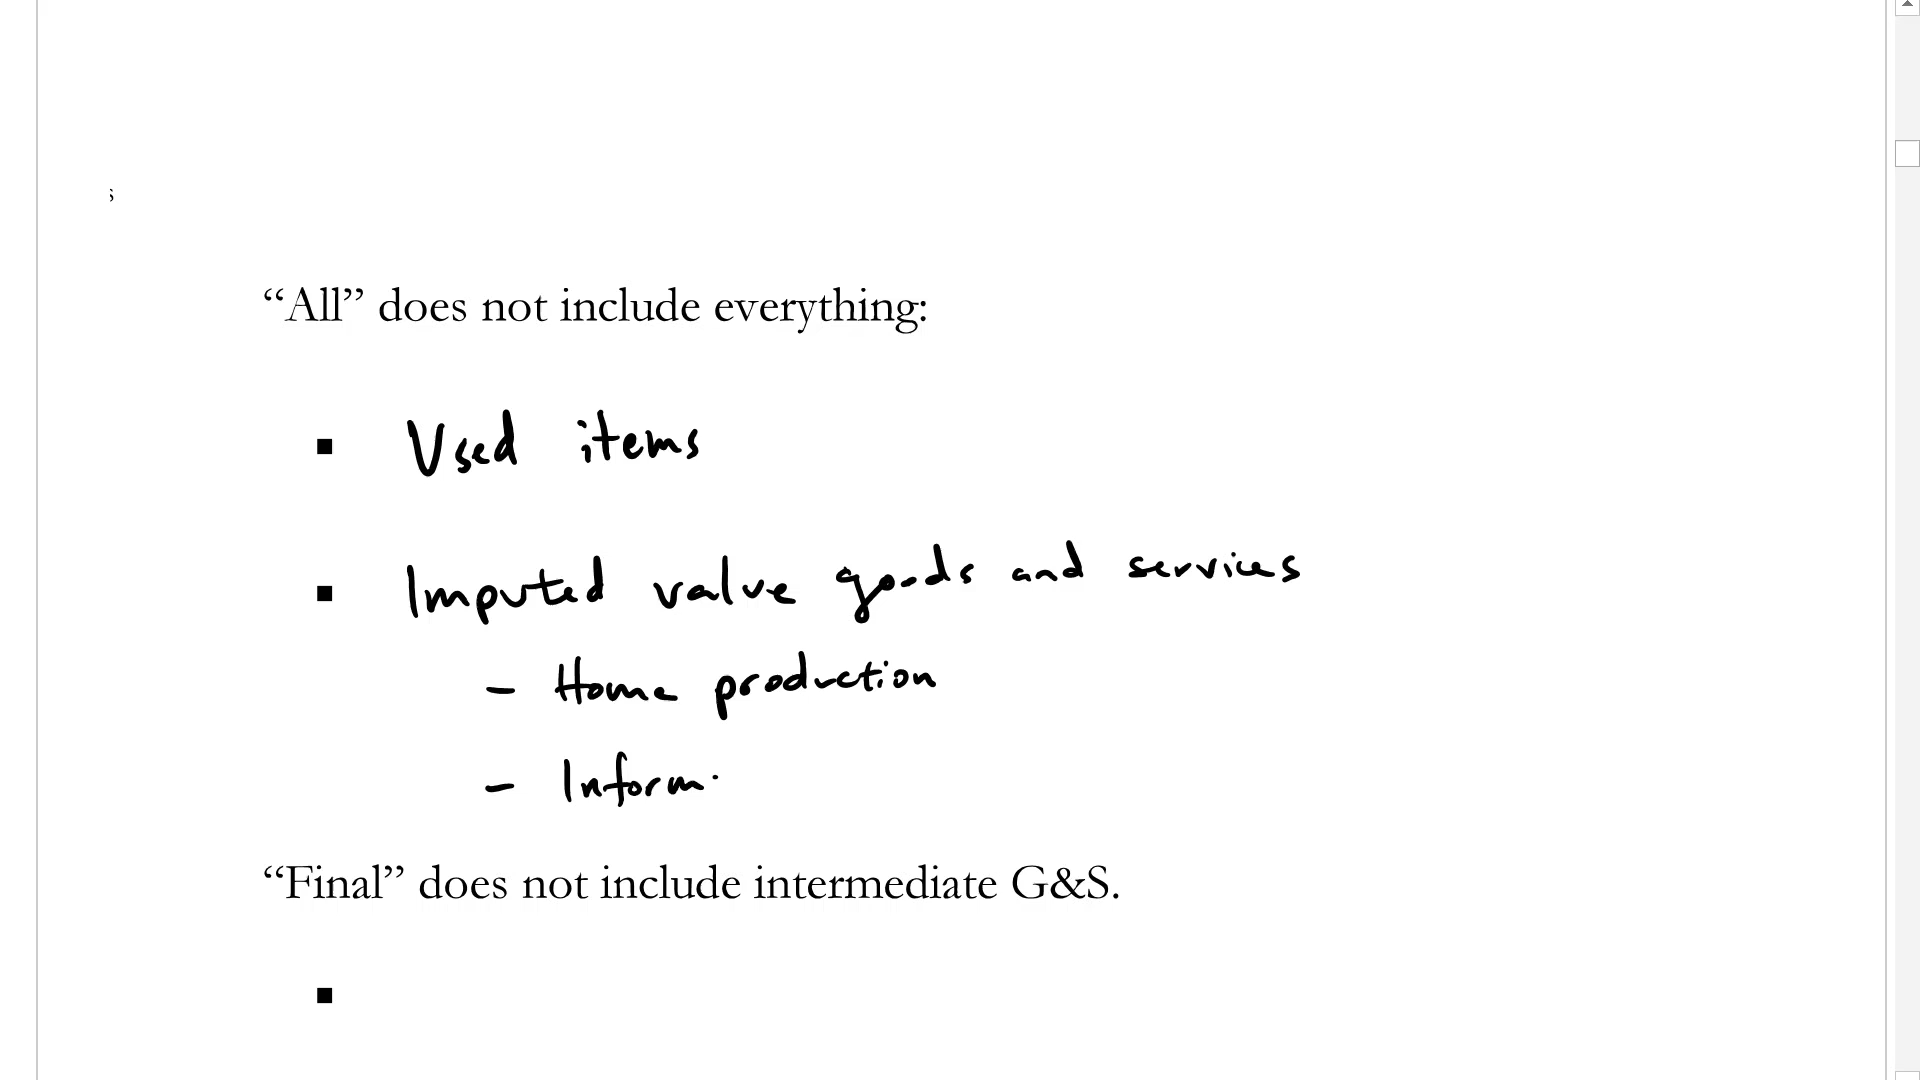 “All” does not include everything:
▪ Used items
▪ Imputed value goods and services
– Home production
– Inform
“Final” does not include intermediate G&S.
▪